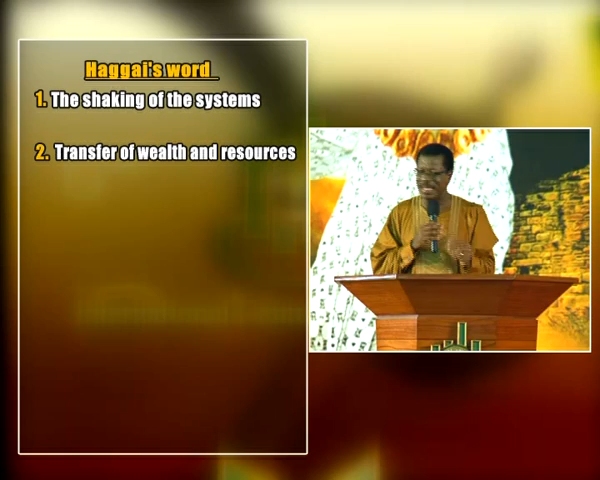 Haggai's word
1. The shaking of the systems
2. Transfer of wealth and resources